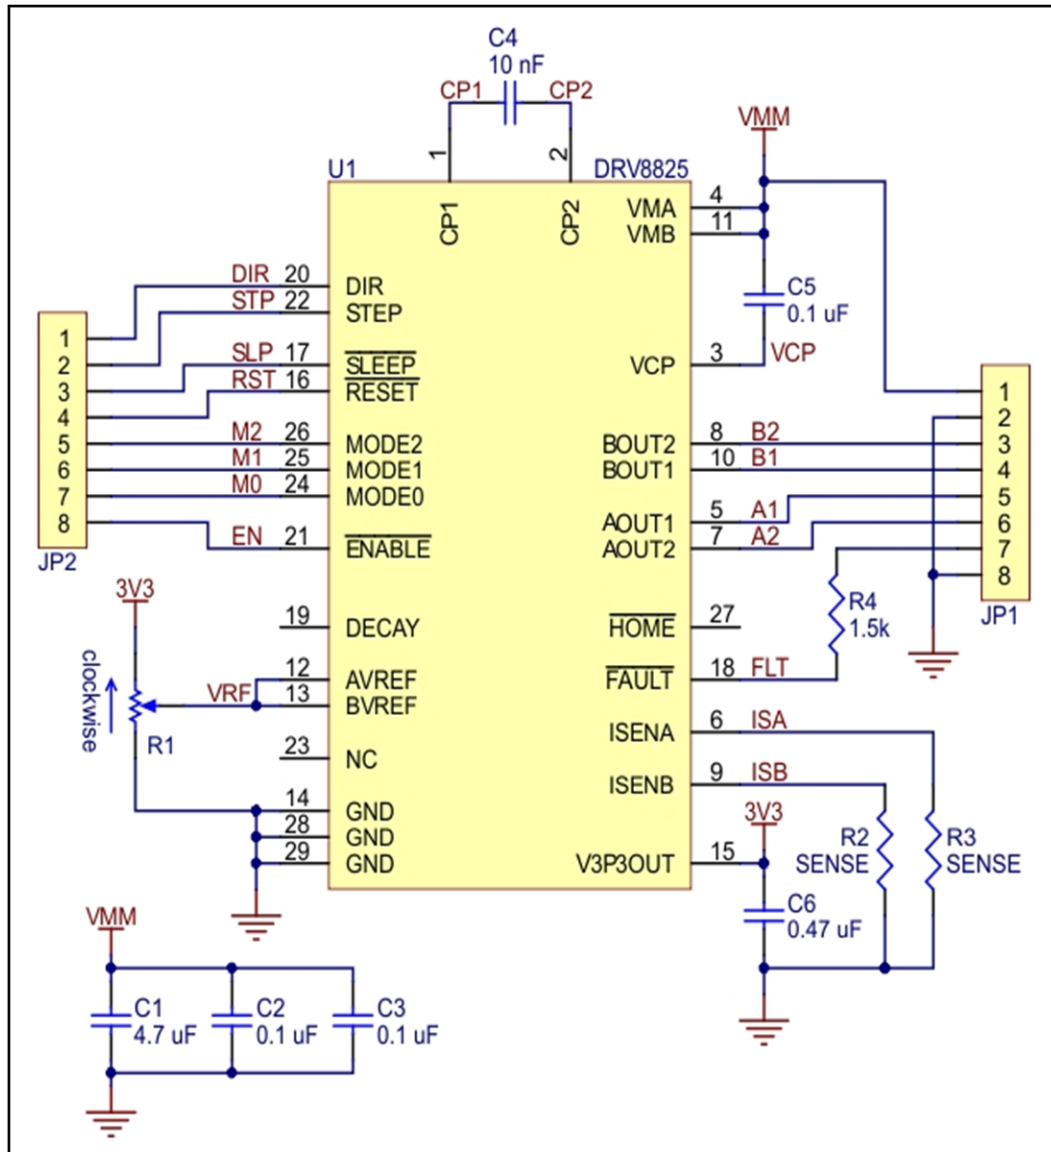 C4
10 nF
CP1
CP2
1
2
U1
DRV8825
CP1
CP2
VMM
VMA
4
VMB
11
C5
0.1 uF
VCP
3
VCP
DIR
20
DIR
STP
22
STEP
SLP
17
SLEEP
RST
16
RESET
M2
26
MODE2
M1
25
MODE1
M0
24
MODE0
EN
21
ENABLE
1
2
3
4
5
6
7
8
JP2
BOUT2
8
B2
BOUT1
10
B1
AOUT1
5
A1
AOUT2
7
A2
1
2
3
4
5
6
7
8
JP1
R4
1.5k
3V3
clockwise
R1
VRF
19
DECAY
12
AVREF
13
BVREF
23
NC
14
GND
28
GND
29
GND
HOME
27
FAULT
18
FLT
ISENA
6
ISA
ISENB
9
ISB
3V3
V3P3OUT
15
R2
SENSE
R3
SENSE
C6
0.47 uF
VMM
C1
4.7 uF
C2
0.1 uF
C3
0.1 uF